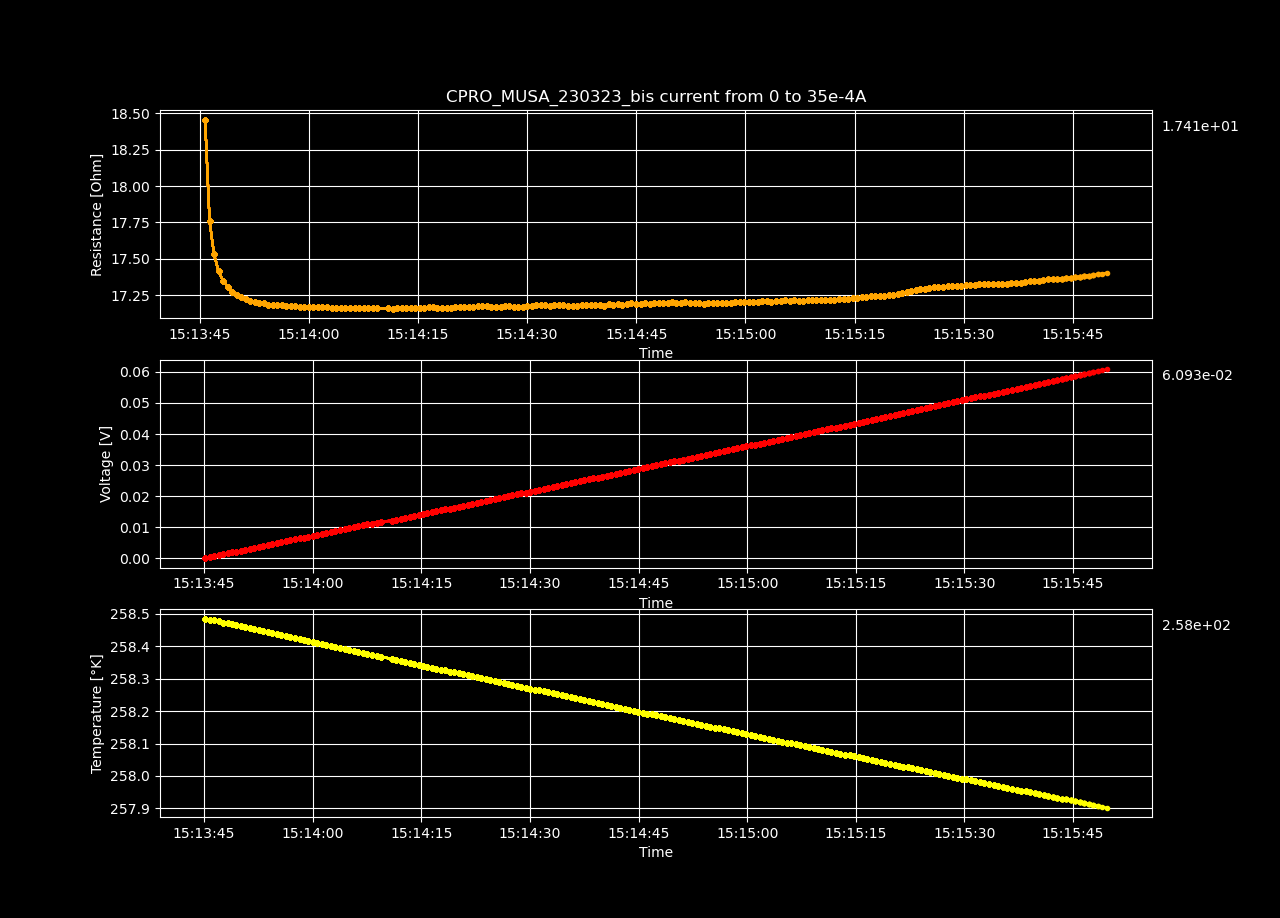 CPRO_MUSA_230323_bis current from 0 to 35e-4A
18.50
18.25
18.00
17.75
17.50
17.25
Resistance [Ohm]
1.741e+01
15:13:45 15:14:00 15:14:15 15:14:30 15:14:45 15:15:00 15:15:15 15:15:30 15:15:45
Time
0.06
0.05
0.04
0.03
0.02
0.01
0.00
Voltage [V]
6.093e-02
15:13:45 15:14:00 15:14:15 15:14:30 15:14:45 15:15:00 15:15:15 15:15:30 15:15:45
Time
258.5
258.4
258.3
258.2
258.1
258.0
257.9
Temperature [°K]
2.58e+02
15:13:45 15:14:00 15:14:15 15:14:30 15:14:45 15:15:00 15:15:15 15:15:30 15:15:45
Time